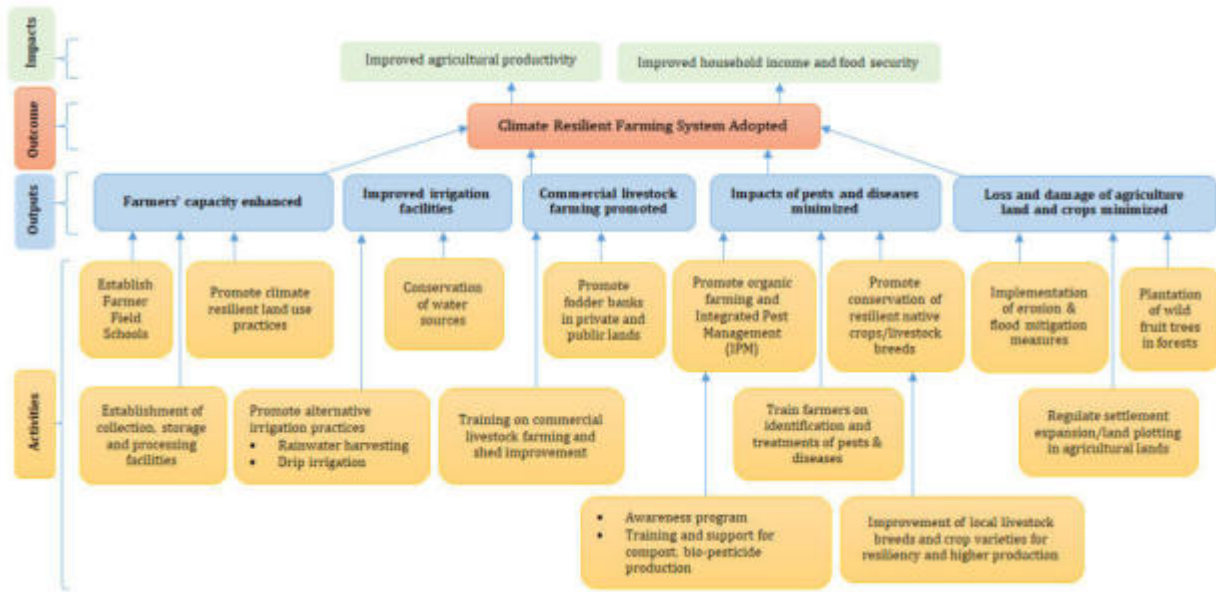 Impacts
Improved agricultural productivity
Improved household income and food security
Outcome
Climate Resilient Farming System Adopted
Outputs
Farmers' capacity enhanced
Improved irrigation
facilities
Commercial livestock
farming promoted
Impacts of pests and diseases
minimized
Loss and damage of agriculture
land and crops minimized
Activities
Establish
Farmer
Field
Schools
Promote climate
resilient land use
practices
Conservation
of water
sources
Promote
fodder banks
in private and
public lands
Promote organic
farming and
Integrated Pest
Management
(IPM)
Promote
conservation of
resilient native
crops/livestock
breeds
Implementation
of erosion &
flood mitigation
measures
Plantation
of wild
fruit trees
in forests
Establishment of
collection, storage
and processing
facilities
Promote alternative
irrigation practices
• Rainwater harvesting
• Drip irrigation
Training on commercial
livestock farming and
shed improvement
Train farmers on
identification and
treatments of pests &
diseases
Regulate settlement
expansion/land plotting
in agricultural lands
• Awareness program
• Training and support for
compost, bio-pesticide
production
Improvement of local livestock
breeds and crop varieties for
resiliency and higher production